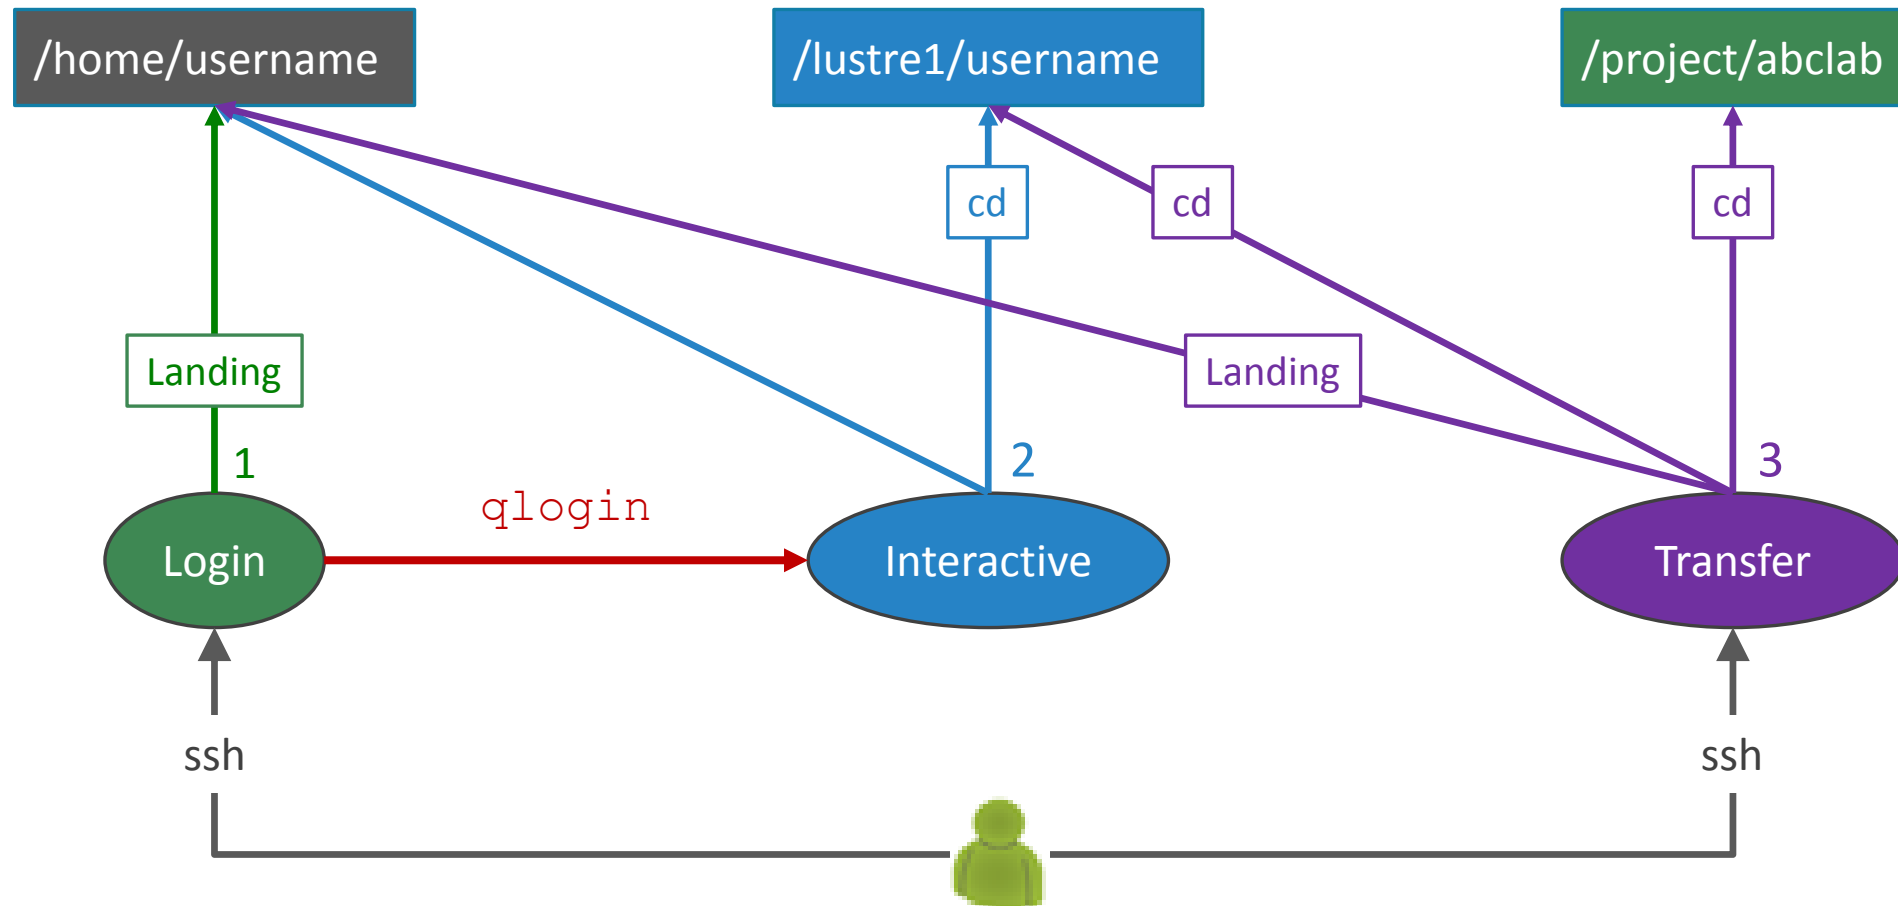 /home/username
/lustre1/username
/project/abclab
cd
cd
cd
Landing
Landing
1
2
3
qlogin
Login
Interactive
Transfer
ssh
ssh